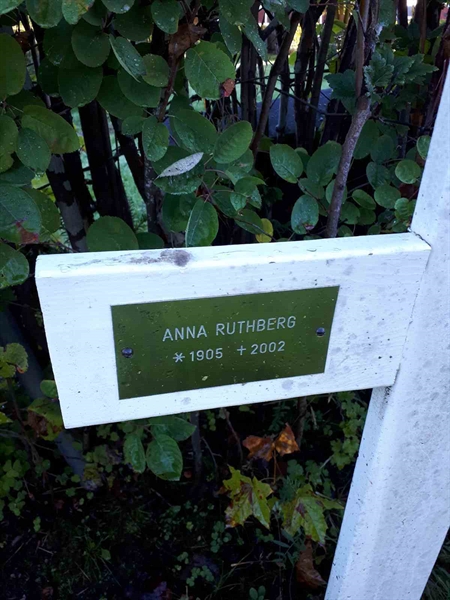 ANNA RUTHBERG
* 1905 + 2002